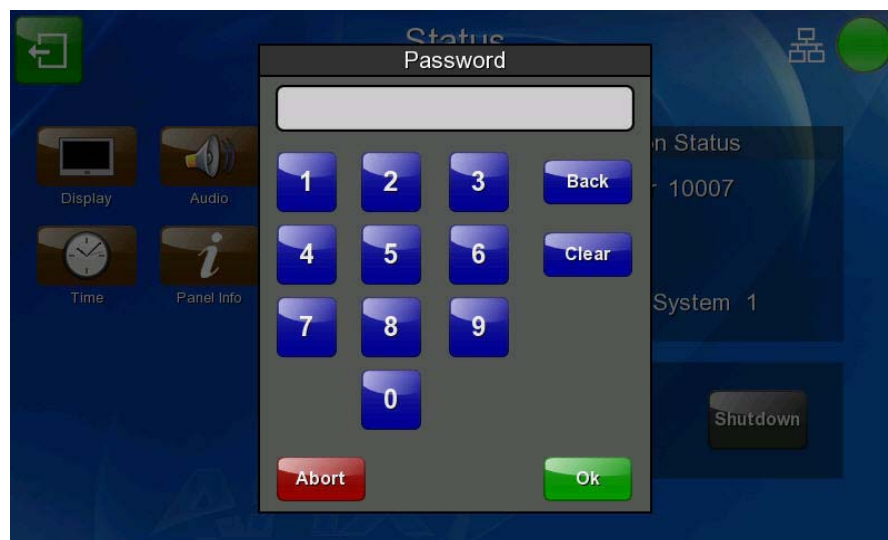 Status
Password
1 2 3 Back
4 5 6 Clear
7 8 9
0
Abort Ok
Display Audio
Time Panel Info
on Status
10007
System 1
Shutdown